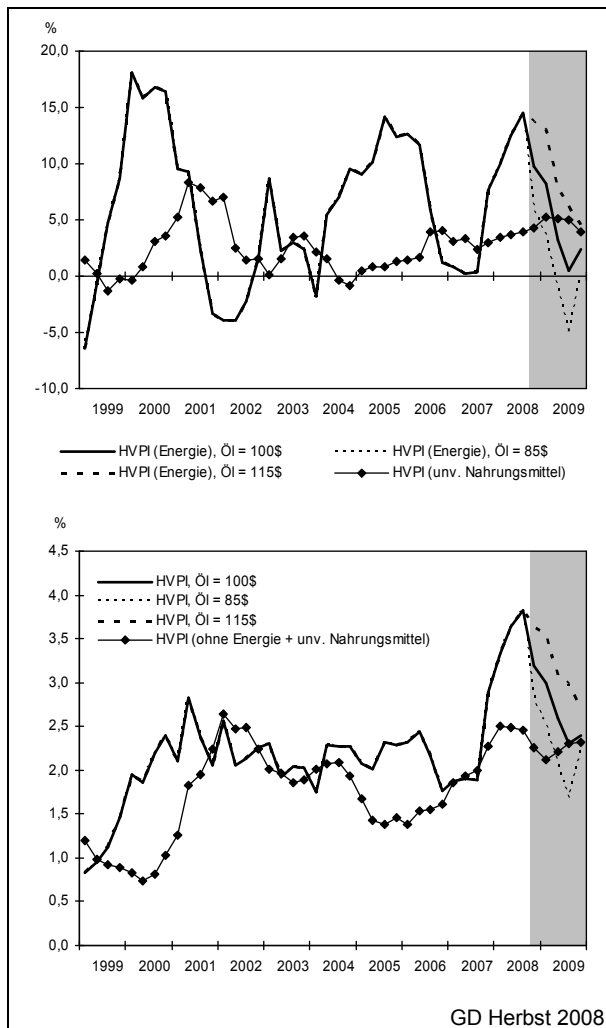 %
20,0
15,0
10,0
5,0
0,0
-5,0
-10,0
1999 2000 2001 2002 2003 2004 2005 2006 2007 2008 2009
HVPI (Energie), Öl = 100$ HVPI (Energie), Öl = 85$
HVPI (Energie), Öl = 115$ HVPI (unv. Nahrungsmittel)
%
4,5
4,0
3,5
3,0
2,5
2,0
1,5
1,0
0,5
0,0
HVPI, Öl = 100$
HVPI, Öl = 85$
HVPI, Öl = 115$
HVPI (ohne Energie + unv. Nahrungsmittel)
1999 2000 2001 2002 2003 2004 2005 2006 2007 2008 2009
GD Herbst 2008